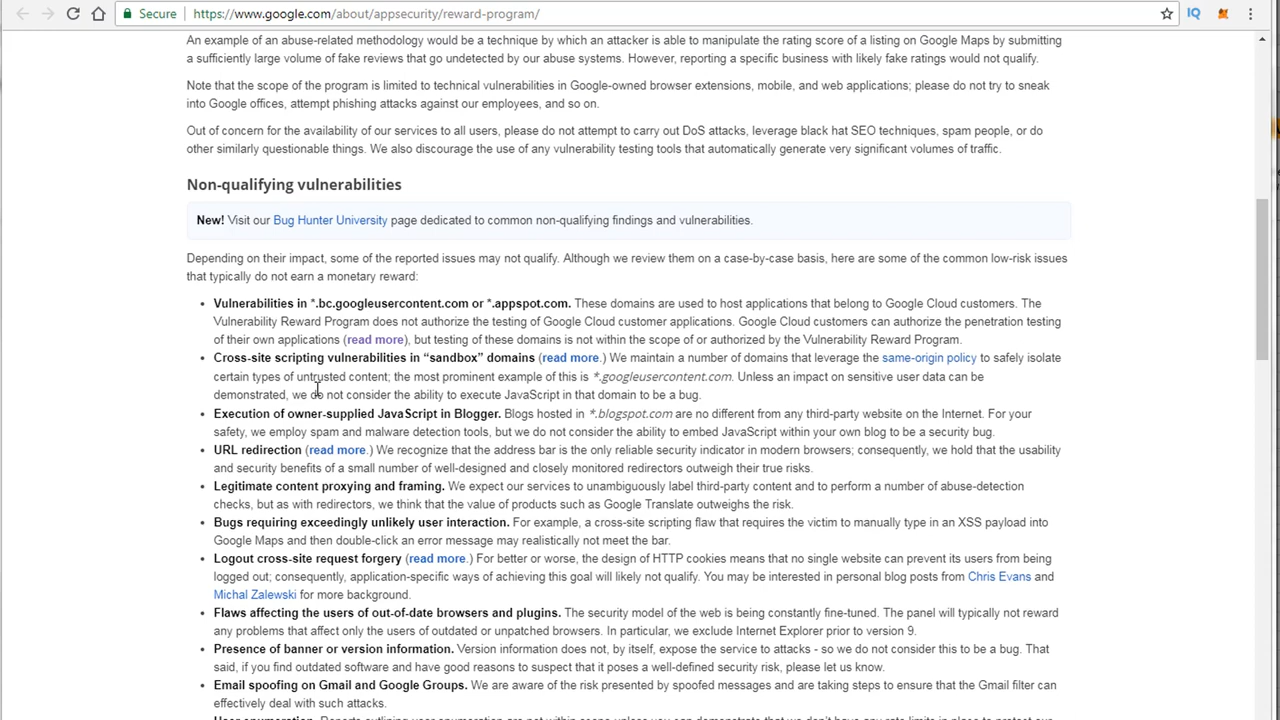 Secure https://www.google.com/about/appsecurity/reward-program/
An example of an abuse-related methodology would be a technique by which an attacker is able to manipulate the rating score of a listing on Google Maps by submitting
a sufficiently large volume of fake reviews that go undetected by our abuse systems. However, reporting a specific business with likely fake ratings would not qualify.
Note that the scope of the program is limited to technical vulnerabilities in Google-owned browser extensions, mobile, and web applications; please do not try to sneak
into Google offices, attempt phishing attacks against our employees, and so on.
Out of concern for the availability of our services to all users, please do not attempt to carry out DoS attacks, leverage black hat SEO techniques, spam people, or do
other similarly questionable things. We also discourage the use of any vulnerability testing tools that automatically generate very significant volumes of traffic.
Non-qualifying vulnerabilities
New! Visit our Bug Hunter University page dedicated to common non-qualifying findings and vulnerabilities.
Depending on their impact, some of the reported issues may not qualify. Although we review them on a case-by-case basis, here are some of the common low-risk issues
that typically do not earn a monetary reward:
• Vulnerabilities in *.bc.googleusercontent.com or *.appspot.com. These domains are used to host applications that belong to Google Cloud customers. The
Vulnerability Reward Program does not authorize the testing of Google Cloud customer applications. Google Cloud customers can authorize the penetration testing
of their own applications (read more), but testing of these domains is not within the scope of or authorized by the Vulnerability Reward Program.
• Cross-site scripting vulnerabilities in “sandbox” domains (read more.) We maintain a number of domains that leverage the same-origin policy to safely isolate
certain types of untrusted content; the most prominent example of this is *.googleusercontent.com. Unless an impact on sensitive user data can be
demonstrated, we do not consider the ability to execute JavaScript in that domain to be a bug.
• Execution of owner-supplied JavaScript in Blogger. Blogs hosted in *.blogspot.com are no different from any third-party website on the Internet. For your
safety, we employ spam and malware detection tools, but we do not consider the ability to embed JavaScript within your own blog to be a security bug.
• URL redirection (read more.) We recognize that the address bar is the only reliable security indicator in modern browsers; consequently, we hold that the usability
and security benefits of a small number of well-designed and closely monitored redirectors outweigh their true risks.
• Legitimate content proxying and framing. We expect our services to unambiguously label third-party content and to perform a number of abuse-detection
checks, but as with redirectors, we think that the value of products such as Google Translate outweighs the risk.
• Bugs requiring exceedingly unlikely user interaction. For example, a cross-site scripting flaw that requires the victim to manually type in an XSS payload into
Google Maps and then double-click an error message may realistically not meet the bar.
• Logout cross-site request forgery (read more.) For better or worse, the design of HTTP cookies means that no single website can prevent its users from being
logged out; consequently, application-specific ways of achieving this goal will likely not qualify. You may be interested in personal blog posts from Chris Evans and
Michal Zalewski for more background.
• Flaws affecting the users of out-of-date browsers and plugins. The security model of the web is being constantly fine-tuned. The panel will typically not reward
any problems that affect only the users of outdated or unpatched browsers. In particular, we exclude Internet Explorer prior to version 9.
• Presence of banner or version information. Version information does not, by itself, expose the service to attacks - so we do not consider this to be a bug. That
said, if you find outdated software and have good reasons to suspect that it poses a well-defined security risk, please let us know.
• Email spoofing on Gmail and Google Groups. We are aware of the risk presented by spoofed messages and are taking steps to ensure that the Gmail filter can
effectively deal with such attacks.